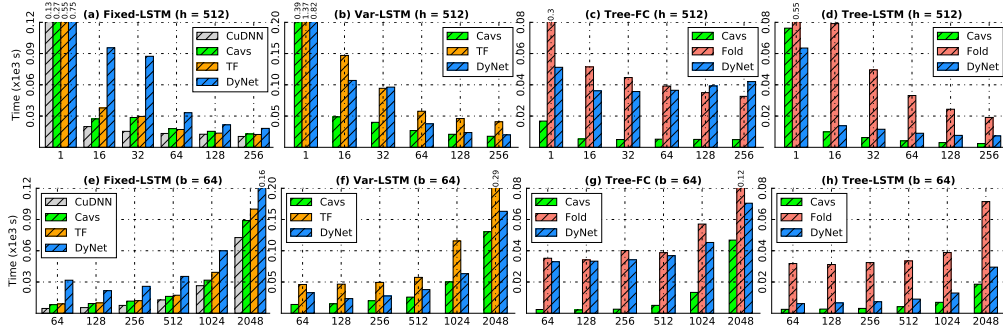 (a) Fixed-LSTM (h = 512)
Time (x1e3 s)
0.03
0.06
0.09
0.12
0.13
0.27
0.55
0.75
CuDNN
Cavs
TF
DyNet
1 16 32 64 128 256
(b) Var-LSTM (h = 512)
0.05
0.10
0.15
0.20
0.39
1.37
0.82
Cavs
TF
DyNet
1 16 32 64 128 256
(c) Tree-FC (h = 512)
0.02
0.04
0.06
0.08
0.3
Cavs
Fold
DyNet
1 16 32 64 128 256
(d) Tree-LSTM (h = 512)
0.02
0.04
0.06
0.08
0.55
Cavs
Fold
DyNet
1 16 32 64 128 256
(e) Fixed-LSTM (b = 64)
Time (x1e3 s)
0.03
0.06
0.09
0.12
0.16
CuDNN
Cavs
TF
DyNet
64 128 256 512 1024 2048
(f) Var-LSTM (b = 64)
0.05
0.10
0.15
0.20
0.29
Cavs
TF
DyNet
64 128 256 512 1024 2048
(g) Tree-FC (b = 64)
0.02
0.04
0.06
0.08
0.12
Cavs
Fold
DyNet
64 128 256 512 1024 2048
(h) Tree-LSTM (b = 64)
0.02
0.04
0.06
0.08
Cavs
Fold
DyNet
64 128 256 512 1024 2048